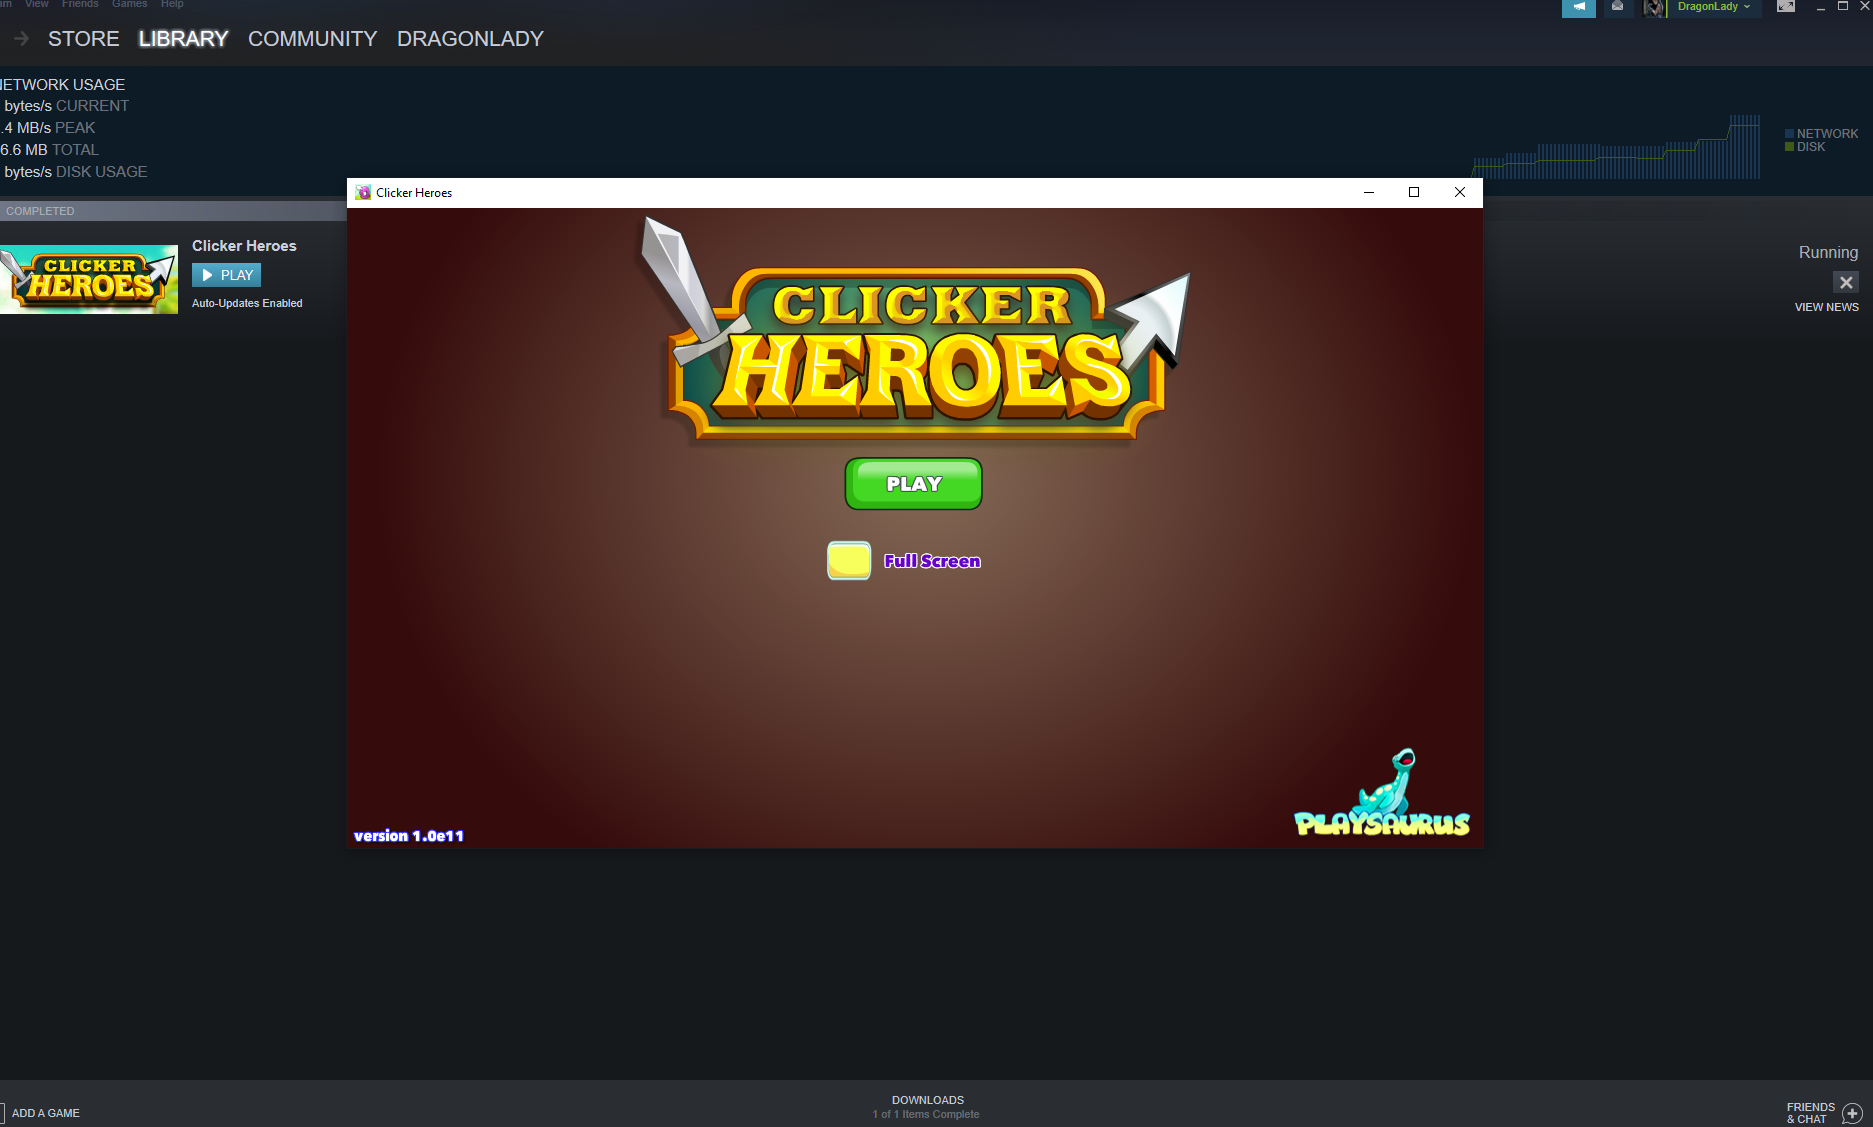 View Friends Games Help
DragonLady
STORE LIBRARY COMMUNITY DRAGONLADY
NETWORK USAGE
bytes/s CURRENT
.4 MB/s PEAK
6.6 MB TOTAL
bytes/s DISK USAGE
NETWORK
DISK
COMPLETED
Clicker Heroes
PLAY
Auto-Updates Enabled
CLICKER
HEROES
Running
VIEW NEWS
Clicker Heroes
CLICKER
HEROES
PLAY
Full Screen
version 1.0e11
PLAYSAURUS
ADD A GAME
DOWNLOADS
1 of 1 Items Complete
FRIENDS
& CHAT